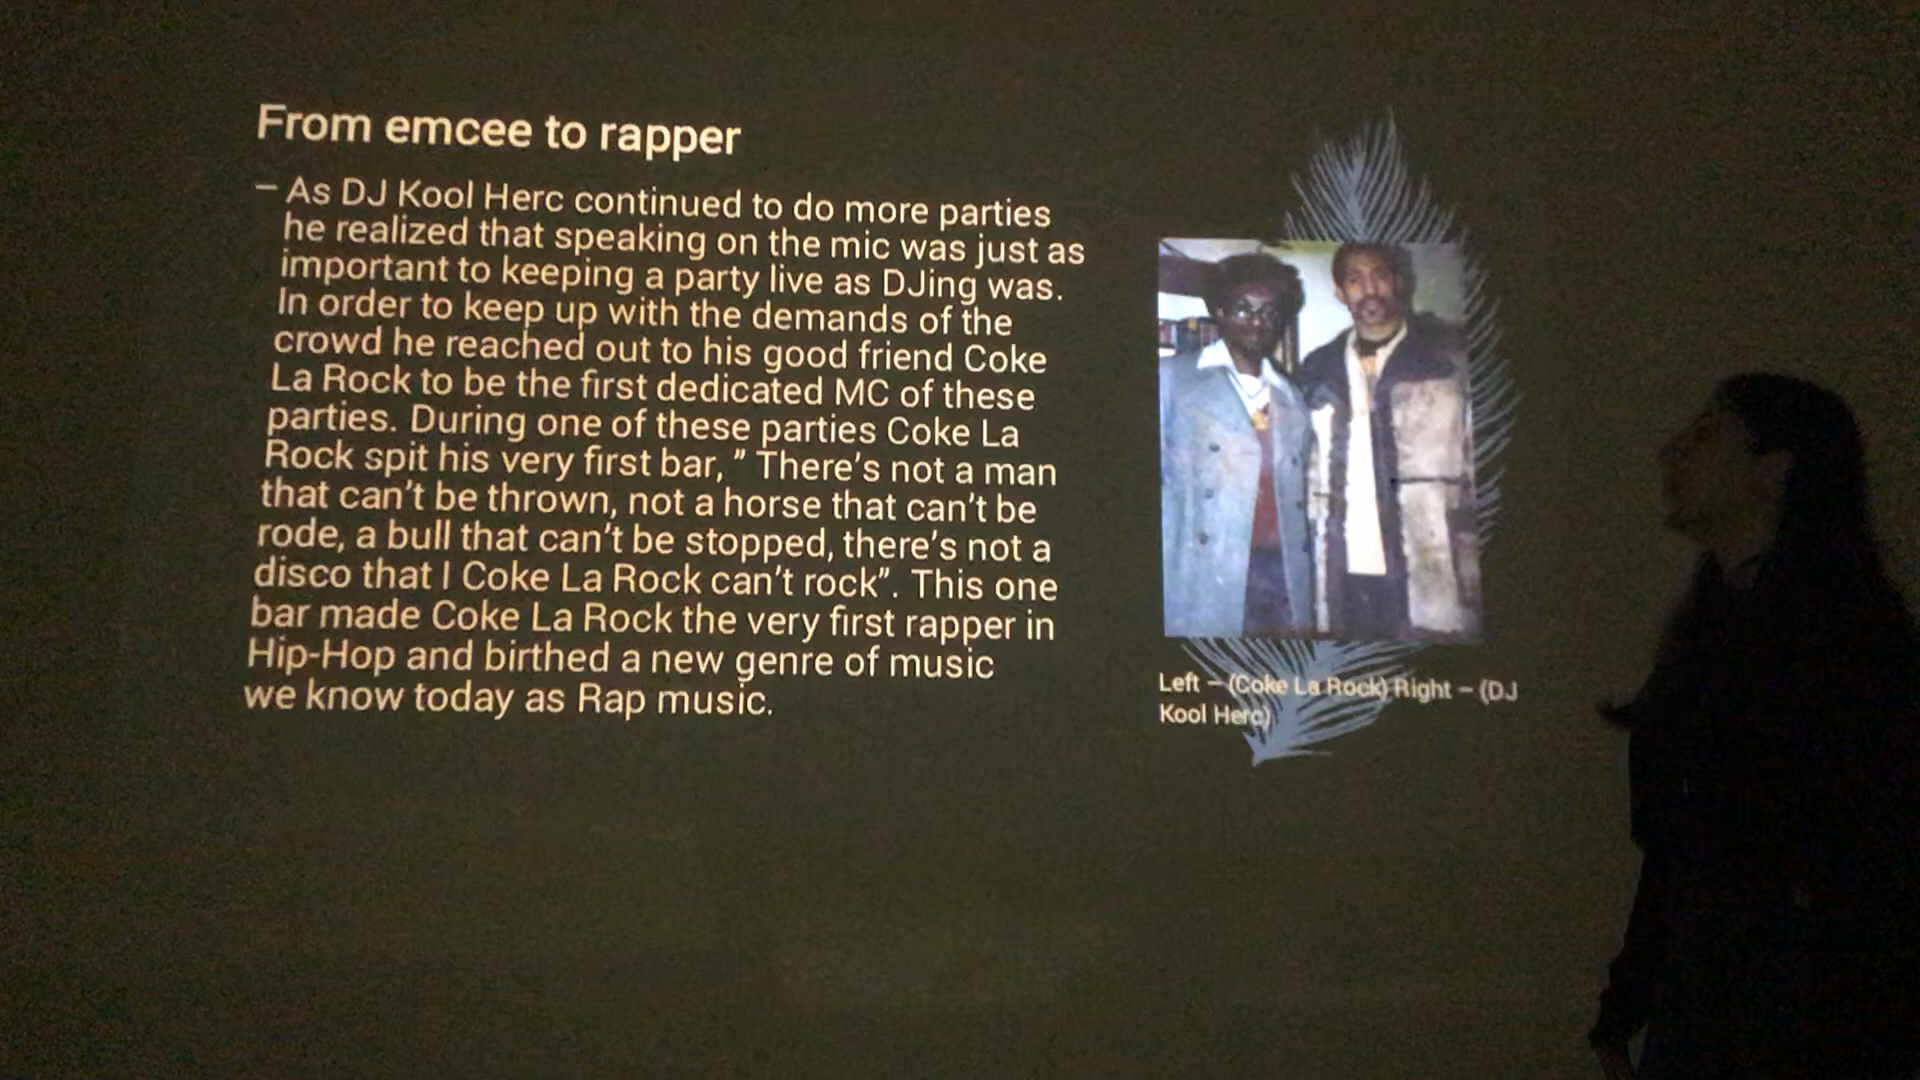 From emcee to rapper
– As DJ Kool Herc continued to do more parties
he realized that speaking on the mic was just as
important to keeping a party live as DJing was.
In order to keep up with the demands of the
crowd he reached out to his good friend Coke
La Rock to be the first dedicated MC of these
parties. During one of these parties Coke La
Rock spit his very first bar, ” There’s not a man
that can’t be thrown, not a horse that can’t be
rode, a bull that can’t be stopped, there’s not a
disco that I Coke La Rock can’t rock”. This one
bar made Coke La Rock the very first rapper in
Hip-Hop and birthed a new genre of music
we know today as Rap music.
Left – (Coke La Rock) Right – (DJ
Kool Herc)